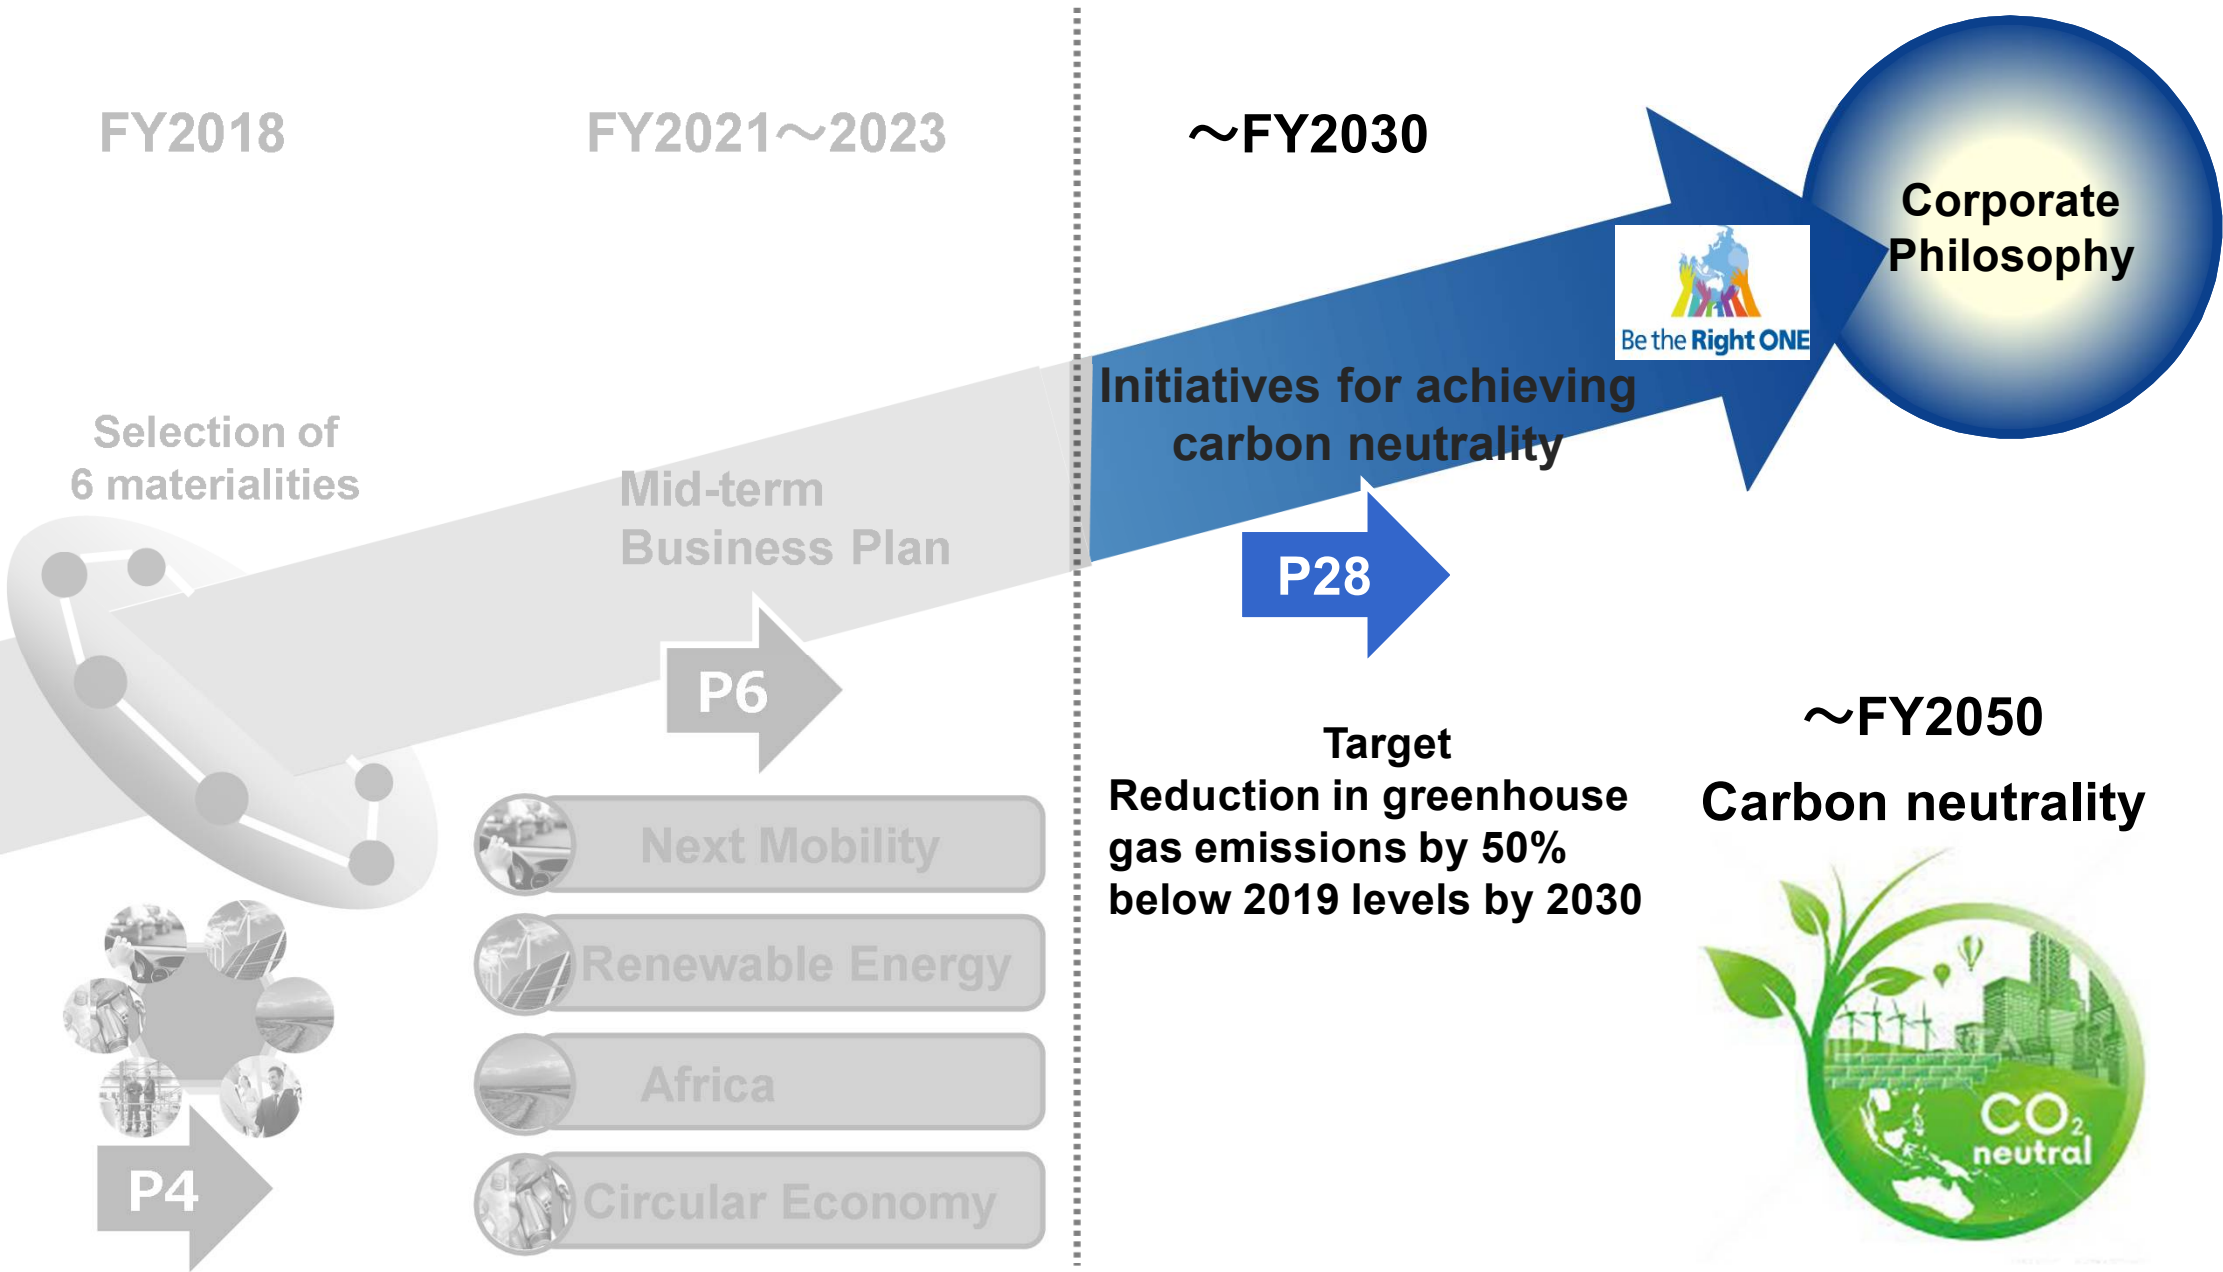 FY2018
FY2021～2023
～FY2030
Corporate
Philosophy
Be the Right ONE
Initiatives for achieving
carbon neutrality
Selection of
6 materialities
Mid-term
Business Plan
P28
P6
～FY2050
Carbon neutrality
Target
Reduction in greenhouse
gas emissions by 50%
below 2019 levels by 2030
Next Mobility
Renewable Energy
Africa
Circular Economy
P4
CO₂
neutral